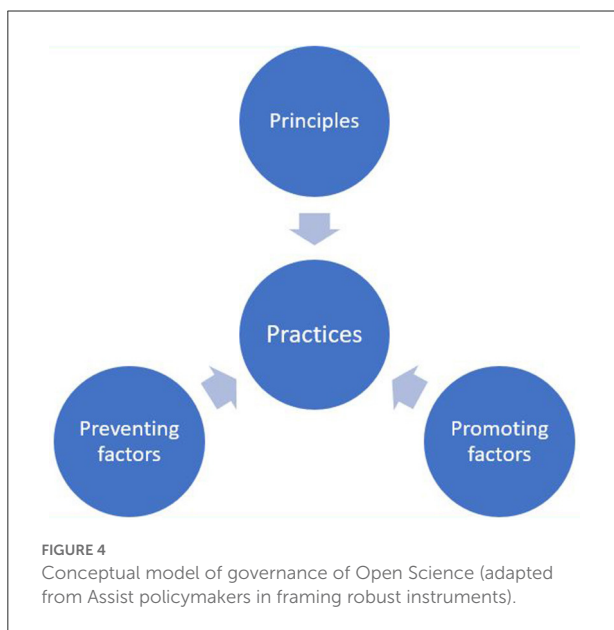 Principles
Practices
Preventing
factors
Promoting
factors
FIGURE 4
Conceptual model of governance of Open Science (adapted
from Assist policymakers in framing robust instruments).